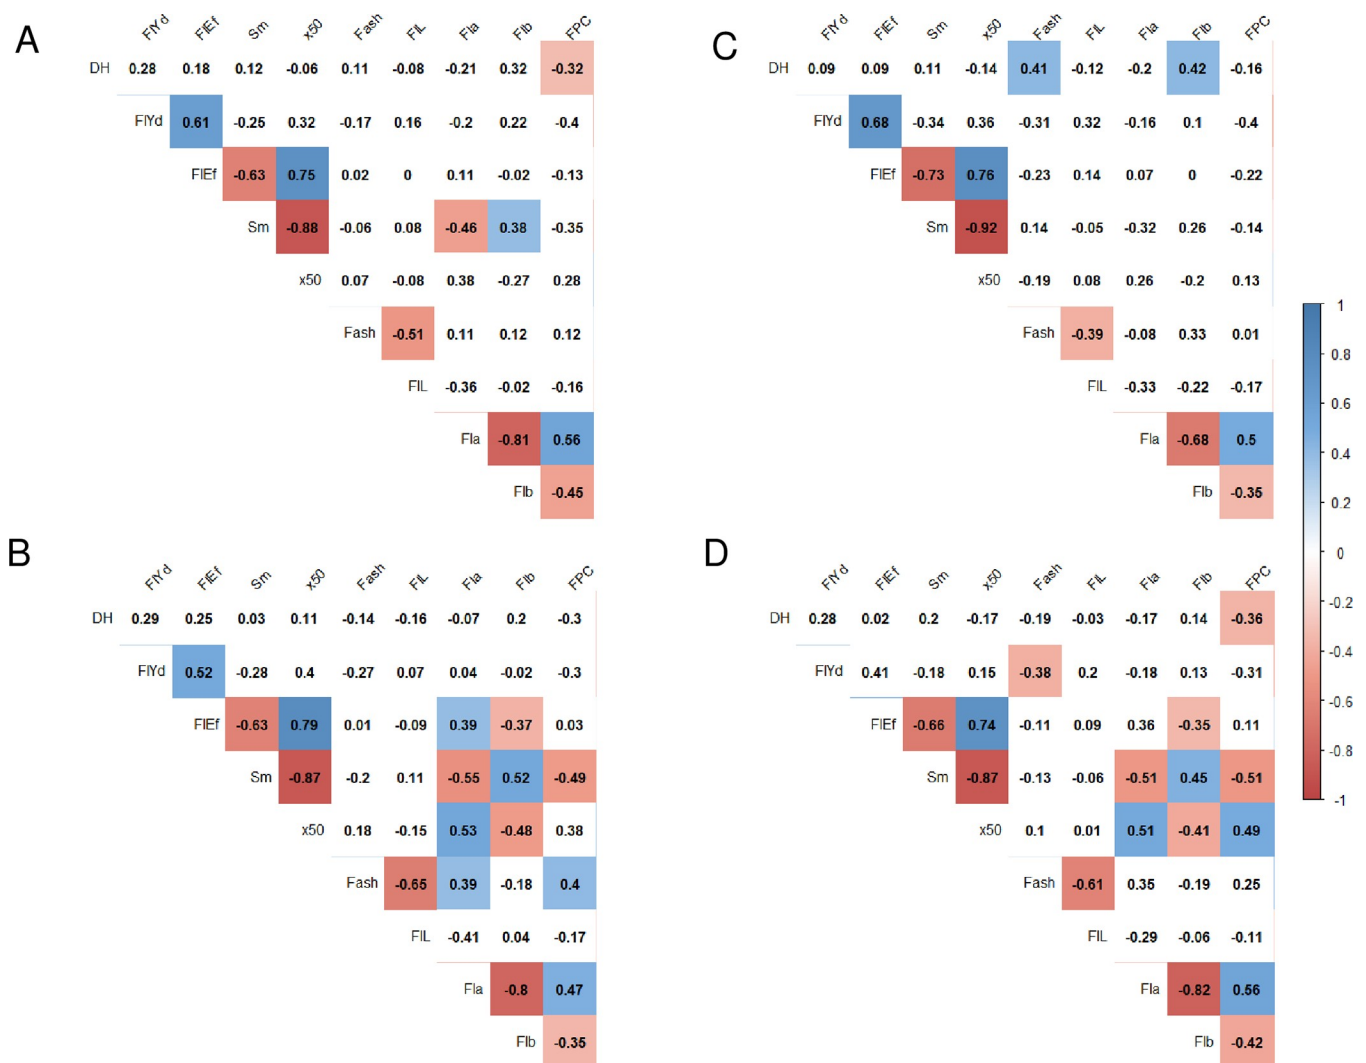 A
FlYd FlEf Sm x50 Fash FlL Fla Flb FPC
DH 0.28 0.18 0.12 -0.06 0.11 -0.08 -0.21 0.32 -0.32
FlYd 0.61 -0.25 0.32 -0.17 0.16 -0.2 0.22 -0.4
FlEf -0.63 0.75 0.02 0 0.11 -0.02 -0.13
Sm -0.88 -0.06 0.08 -0.46 0.38 -0.35
x50 0.07 -0.08 0.38 -0.27 0.28
Fash -0.51 0.11 0.12 0.12
FlL -0.36 -0.02 -0.16
Fla -0.81 0.56
Flb -0.45
B
FlYd FlEf Sm x50 Fash FlL Fla Flb FPC
DH 0.29 0.25 0.03 0.11 -0.14 -0.16 -0.07 0.2 -0.3
FlYd 0.52 -0.28 0.4 -0.27 0.07 0.04 -0.02 -0.3
FlEf -0.63 0.79 0.01 -0.09 0.39 -0.37 0.03
Sm -0.87 -0.2 0.11 -0.55 0.52 -0.49
x50 0.18 -0.15 0.53 -0.48 0.38
Fash -0.65 0.39 -0.18 0.4
FlL -0.41 0.04 -0.17
Fla -0.8 0.47
Flb -0.35
C
FlYd FlEf Sm x50 Fash FlL Fla Flb FPC
DH 0.09 0.09 0.11 -0.14 0.41 -0.12 -0.2 0.42 -0.16
FlYd 0.68 -0.34 0.36 -0.31 0.32 -0.16 0.1 -0.4
FlEf -0.73 0.76 -0.23 0.14 0.07 0 -0.22
Sm -0.92 0.14 -0.05 -0.32 0.26 -0.14
x50 -0.19 0.08 0.26 -0.2 0.13
Fash -0.39 -0.08 0.33 0.01
FlL -0.33 -0.22 -0.17
Fla -0.68 0.5
Flb -0.35
D
FlYd FlEf Sm x50 Fash FlL Fla Flb FPC
DH 0.28 0.02 0.2 -0.17 -0.19 -0.03 -0.17 0.14 -0.36
FlYd 0.41 -0.18 0.15 -0.38 0.2 -0.18 0.13 -0.31
FlEf -0.66 0.74 -0.11 0.09 0.36 -0.35 0.11
Sm -0.87 -0.13 -0.06 -0.51 0.45 -0.51
x50 0.1 0.01 0.51 -0.41 0.49
Fash -0.61 0.35 -0.19 0.25
FlL -0.29 -0.06 -0.11
Fla -0.82 0.56
Flb -0.42
1
0.8
0.6
0.4
0.2
0
-0.2
-0.4
-0.6
-0.8
-1